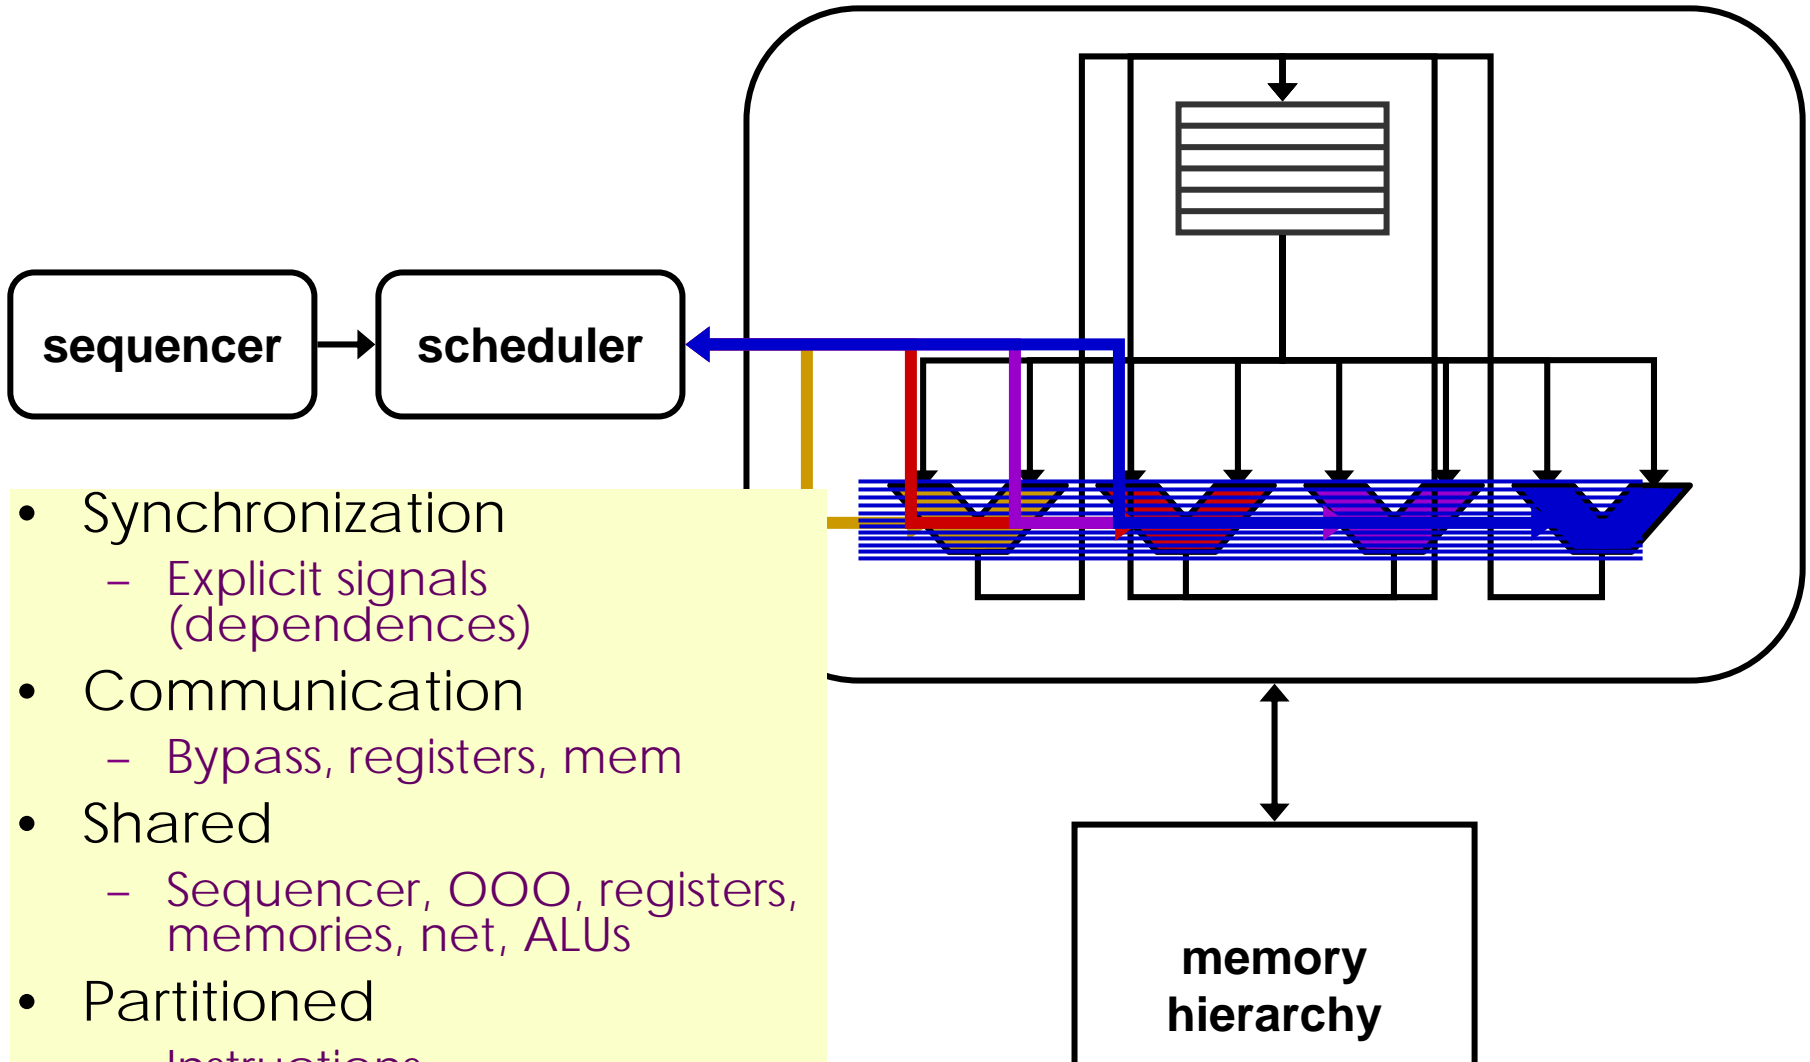 sequencer
scheduler
• Synchronization
– Explicit signals
(dependences)
• Communication
– Bypass, registers, mem
• Shared
– Sequencer, OOO, registers,
memories, net, ALUs
• Partitioned
Instructions
memory
hierarchy